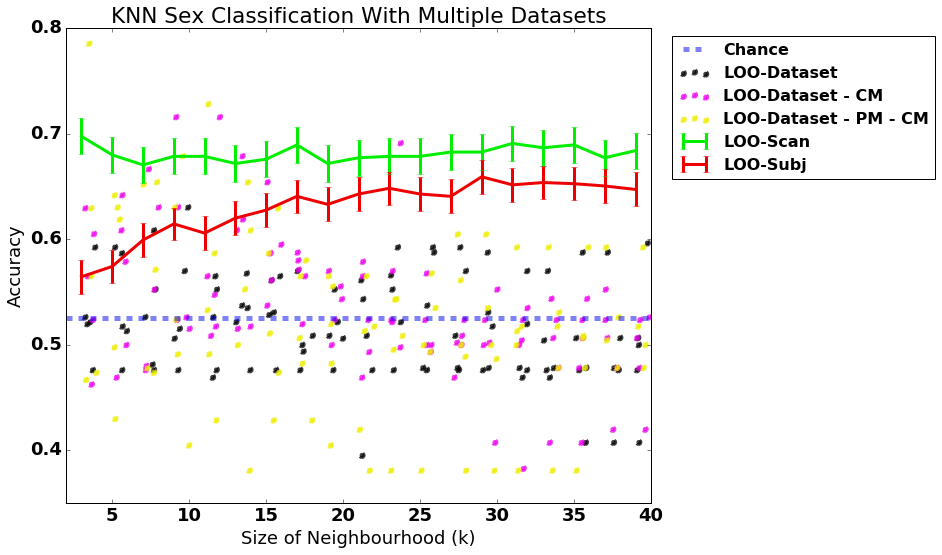 KNN Sex Classification With Multiple Datasets
0.8
0.7
0.6
0.5
0.4
Accuracy
5 10 15 20 25 30 35 40
Size of Neighbourhood (k)
Chance
LOO-Dataset
LOO-Dataset - CM
LOO-Dataset - PM - CM
LOO-Scan
LOO-Subj